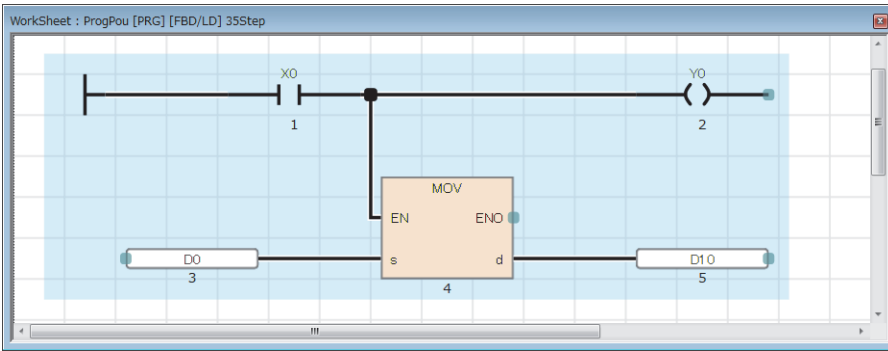 WorkSheet : ProgPou [PRG] [FBD/LD] 35Step
X0
Y0
1
2
MOV
EN ENO
D0 s d D10
3
5
4